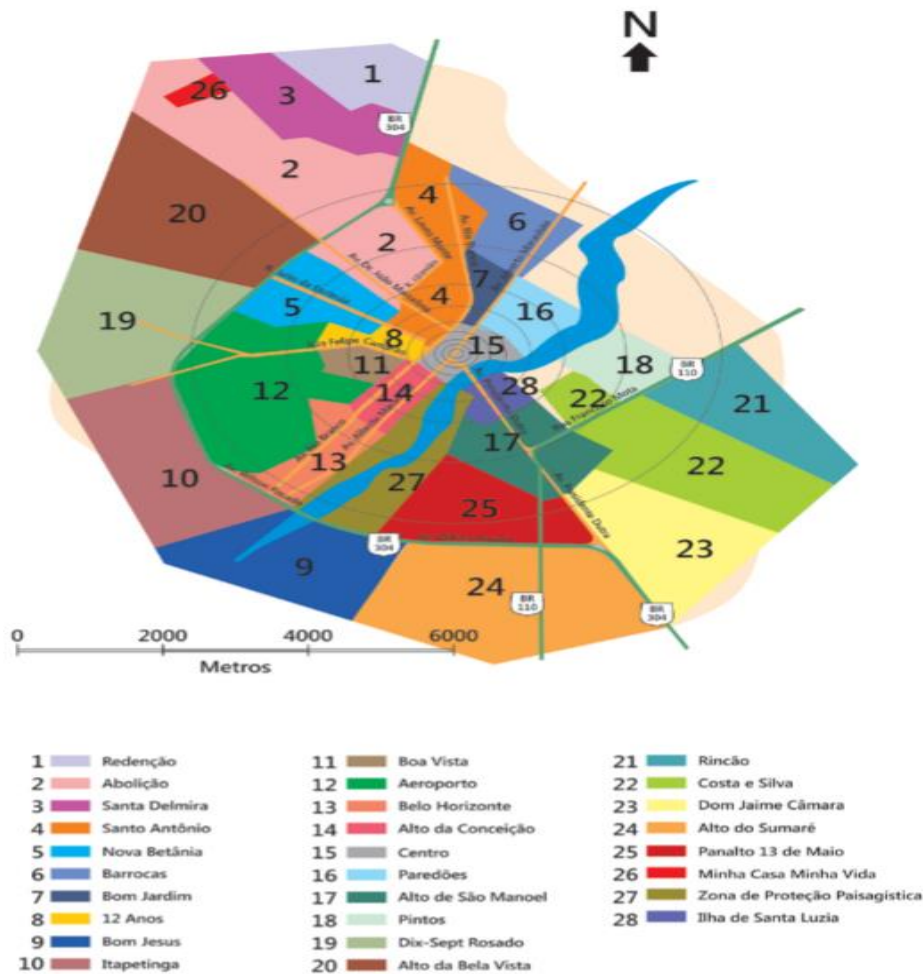 N
1
26
3
BR
304
2
4
20
6
2
7
4
5
16
19
8
15
11
18
BR
110
12
14
28
22
21
17
13
22
10
27
25
23
BR
304
9
24
BR
110
BR
304
0 2000 4000 6000
Metros
1 Redenção
2 Abolição
3 Santa Delmira
4 Santo Antônio
5 Nova Betânia
6 Barrocas
7 Bom Jardim
8 12 Anos
9 Bom Jesus
10 Itapetinga
11 Boa Vista
12 Aeroporto
13 Belo Horizonte
14 Alto da Conceição
15 Centro
16 Paredões
17 Alto de São Manoel
18 Pintos
19 Dix-Sept Rosado
20 Alto da Bela Vista
21 Rincão
22 Costa e Silva
23 Dom Jaime Câmara
24 Alto do Sumaré
25 Panalto 13 de Maio
26 Minha Casa Minha Vida
27 Zona de Proteção Paisagística
28 Ilha de Santa Luzia